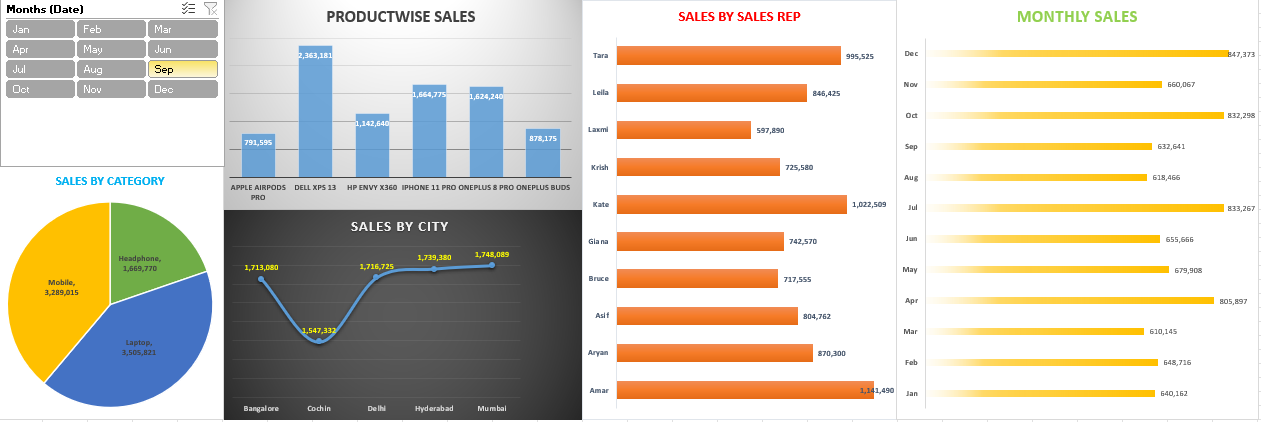 Months (Date)
Jan Feb Mar
Apr May Jun
Jul Aug Sep
Oct Nov Dec
SALES BY CATEGORY
Headphone,
1,669,770
Mobile,
3,289,015
Laptop,
3,505,821
PRODUCTWISE SALES
791,595
2,363,181
1,142,640
1,664,775
1,624,240
878,175
APPLE AIRPODS PRO
DELL XPS 13
HP ENVY X360
IPHONE 11 PRO
ONEPLUS 8 PRO
ONEPLUS BUDS
SALES BY CITY
1,713,080
1,547,332
1,716,725
1,739,380
1,748,089
Bangalore Cochin Delhi Hyderabad Mumbai
SALES BY SALES REP
Tara 995,525
Leila 846,425
Laxmi 597,890
Krish 725,580
Kate 1,022,509
Giana 742,570
Bruce 717,555
Asif 804,762
Aryan 870,300
Amar 1,141,490
MONTHLY SALES
Dec 847,373
Nov 660,067
Oct 832,298
Sep 632,641
Aug 618,466
Jul 833,267
Jun 655,666
May 679,908
Apr 805,897
Mar 610,145
Feb 648,716
Jan 640,162